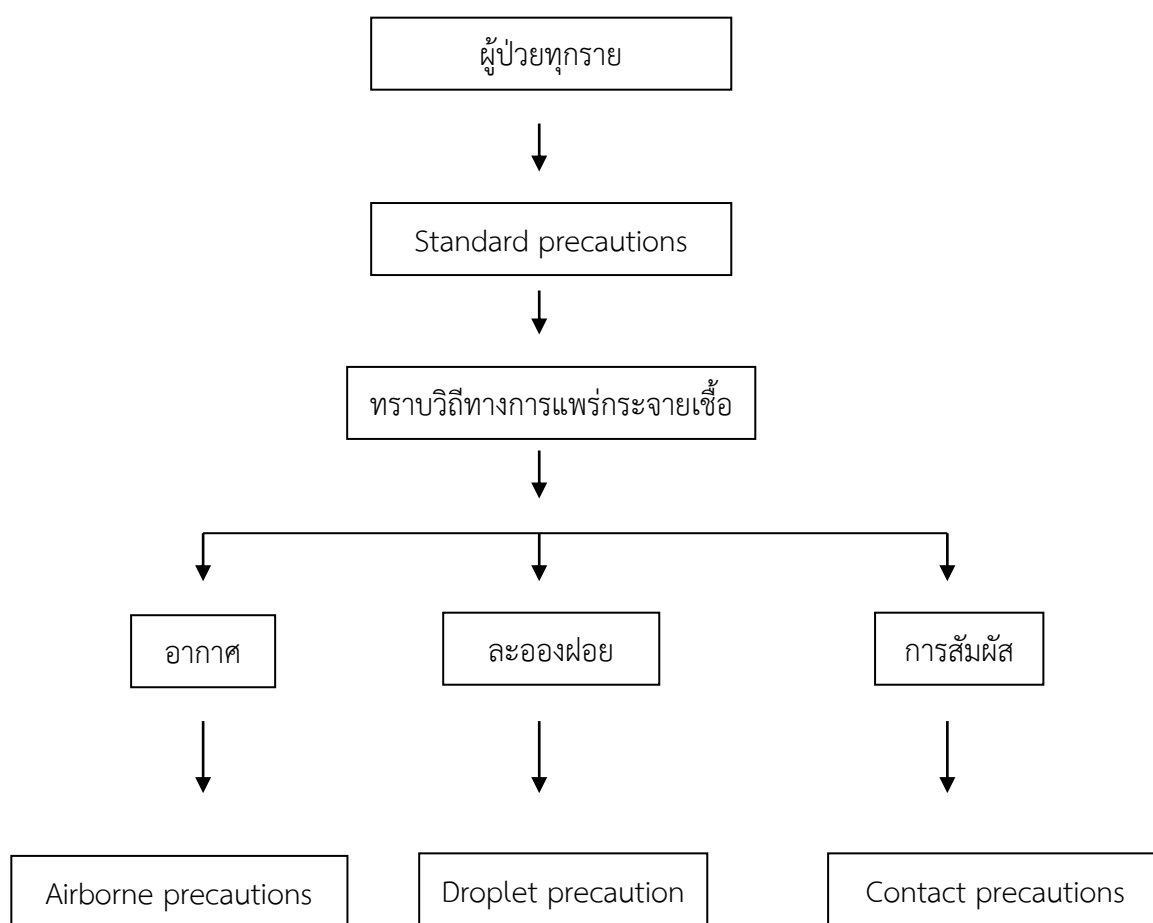 ผู้ป่วยทุกราย
Standard precautions
ทราบวิถีทางการแพร่กระจายเชื้อ
อากาศ
ละอองฝอย
การสัมผัส
Airborne precautions
Droplet precaution
Contact precautions